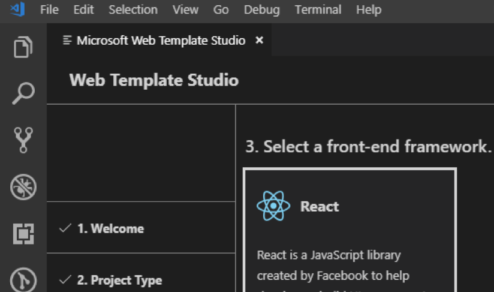 File Edit Selection View Go Debug Terminal Help
Microsoft Web Template Studio ×
Web Template Studio
3. Select a front-end framework.
React
1. Welcome
React is a JavaScript library
2. Project Type
created by Facebook to help